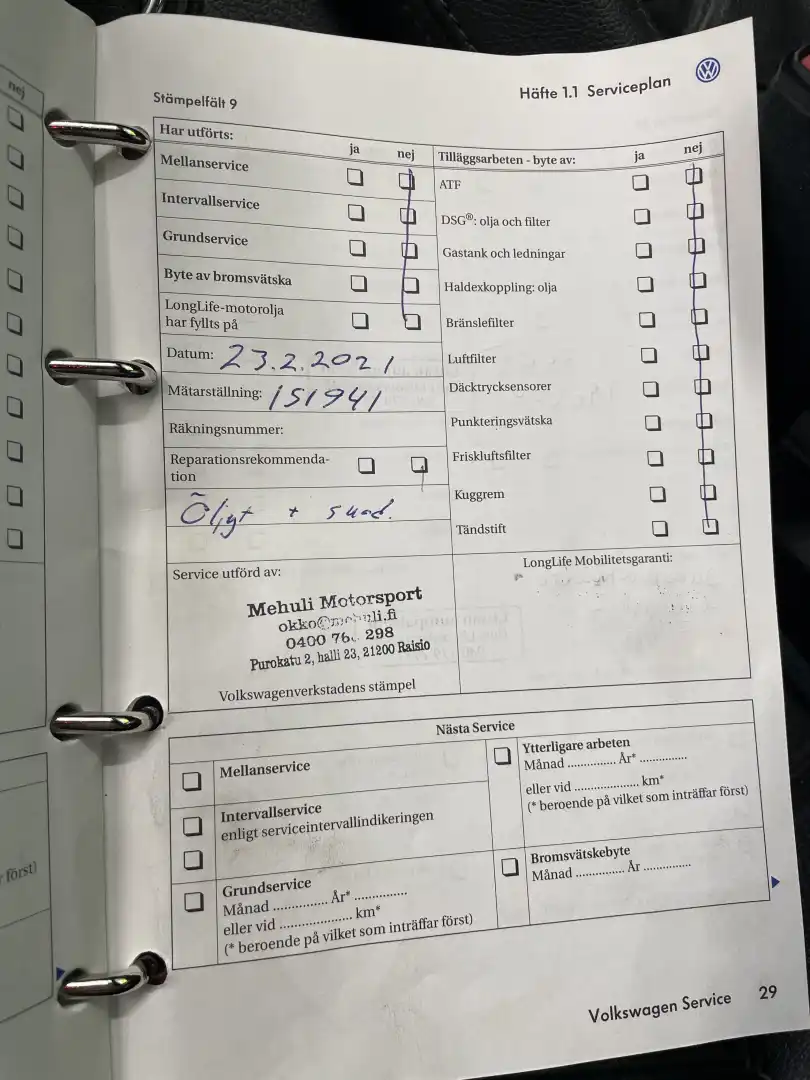 nej
Stämpelfält 9
Häfte 1.1 Serviceplan
Har utförts:
ja nej
Mellanservice
Intervallservice
Grundservice
Byte av bromsvätska
LongLife-motorolja
har fyllts på
Datum: 23.2.2021
Mätarställning: 151941
Räkningsnummer:
Reparationsrekommenda-
tion
Öljyt +
Tilläggsarbeten - byte av:
ja nej
ATF
DSG®: olja och filter
Gastank och ledningar
Haldexkoppling: olja
Bränslefilter
Luftfilter
Däcktrycksensorer
Punkteringsvätska
Friskluftsfilter
Kuggrem
Tändstift
Service utförd av:
Mehuli Motorsport
0400 298
Purokatu 2, halli 23, 21200 Raisio
Volkswagenverkstadens stämpel
LongLife Mobilitetsgaranti:
Nästa Service
Mellanservice
Intervallservice
enligt serviceintervallindikeringen
Grundservice
Månad ............... År* ..............
eller vid .................... km*
(* beroende på vilket som inträffar först)
Ytterligare arbeten
Månad .............. År* ..............
eller vid ................... km*
(* beroende på vilket som inträffar först)
Bromsvätskebyte
Månad .............. År ..............
först)
Volkswagen Service 29